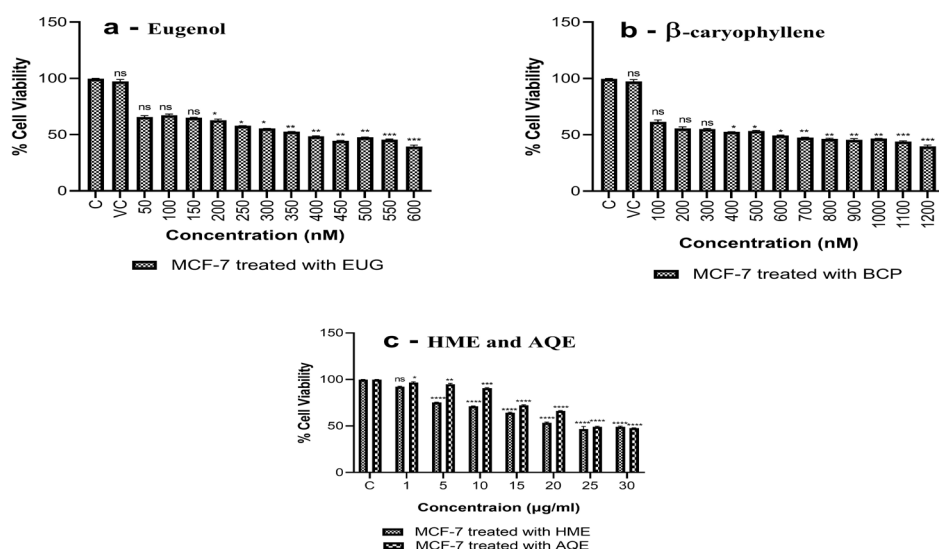 a - Eugenol
% Cell Viability
150
100
50
0
ns
ns
ns
ns
*
*
*
**
**
**
**
***
***
C
VC
50
100
150
200
250
300
350
400
450
500
550
600
Concentration (nM)
MCF-7 treated with EUG
b - β-caryophyllene
% Cell Viability
150
100
50
0
ns
ns
ns
ns
*
*
*
**
**
**
**
***
***
C
VC
100
200
300
400
500
600
700
800
900
1000
1100
1200
Concentration (nM)
MCF-7 treated with BCP
c - HME and AQE
% Cell Viability
150
100
50
0
ns
*
****
**
****
***
****
****
****
****
****
****
****
****
C
1
5
10
15
20
25
30
Concentraion (µg/ml)
MCF-7 treated with HME
MCF-7 treated with AQE